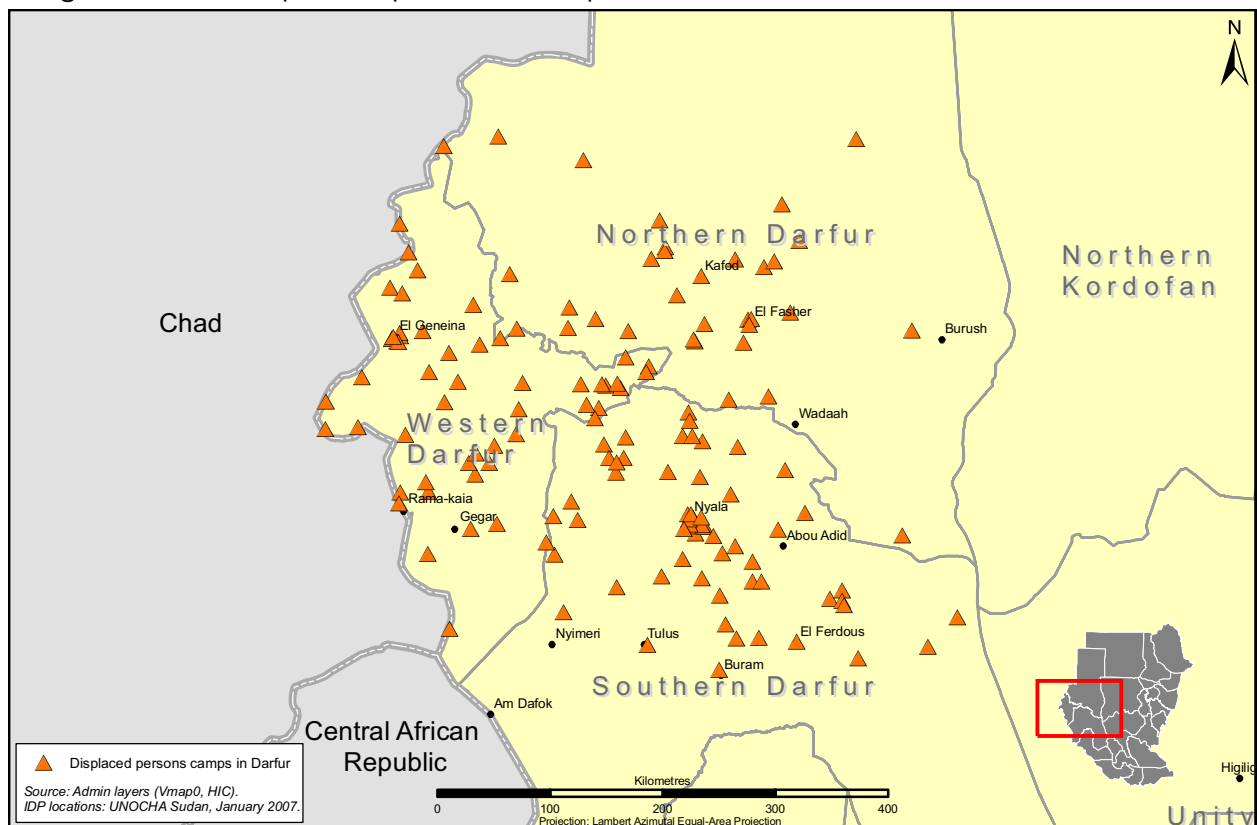 N
Northern Darfur
Kafod
Northern
Kordofan
Chad
El Geneina
El Fasher
Burush
Western
Darfur
Wadaah
Rama-kaia
Gegar
Nyala
Abou Adid
Nyimeri
Tulus
El Ferdous
Buram
Southern Darfur
Am Dafok
Central African
Republic
Displaced persons camps in Darfur
Source: Admin layers (Vmap0, HIC).
IDP locations: UNOCHA Sudan, January 2007.
Kilometres
0 100 200 300 400
Projection: Lambert Azimutal Equal-Area Projection
Higilig
Unity